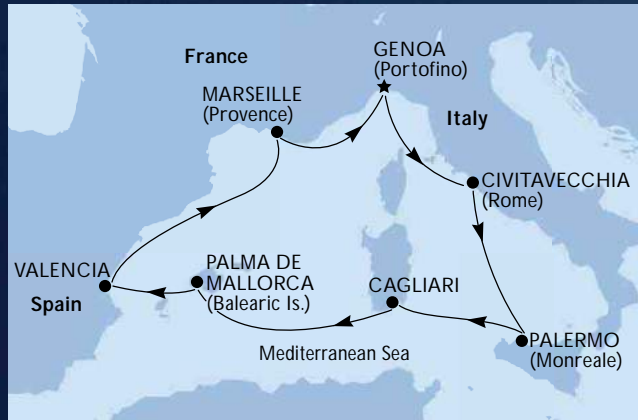 France
GENOA
(Portofino)
MARSEILLE
(Provence)
Italy
CIVITAVECCHIA
(Rome)
VALENCIA
Spain
PALMA DE
MALLORCA
(Balearic Is.)
CAGLIARI
PALERMO
(Monreale)
Mediterranean Sea